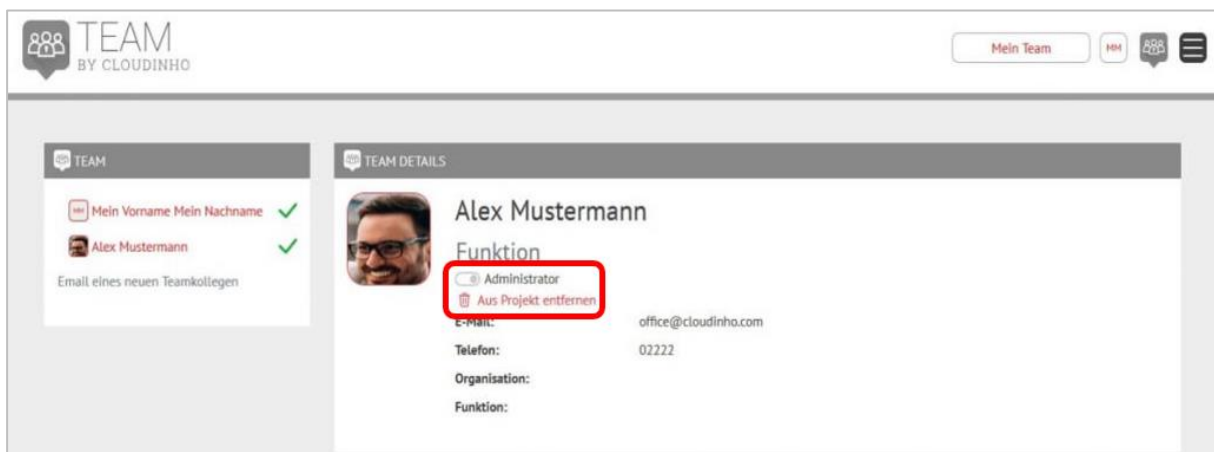 TEAM
BY CLOUDINHO
Mein Team
MM
TEAM
MM Mein Vorname Mein Nachname
Alex Mustermann
Email eines neuen Teamkollegen
TEAM DETAILS
Alex Mustermann
Funktion
Administrator
Aus Projekt entfernen
E-Mail: office@cloudinho.com
Telefon: 02222
Organisation:
Funktion: